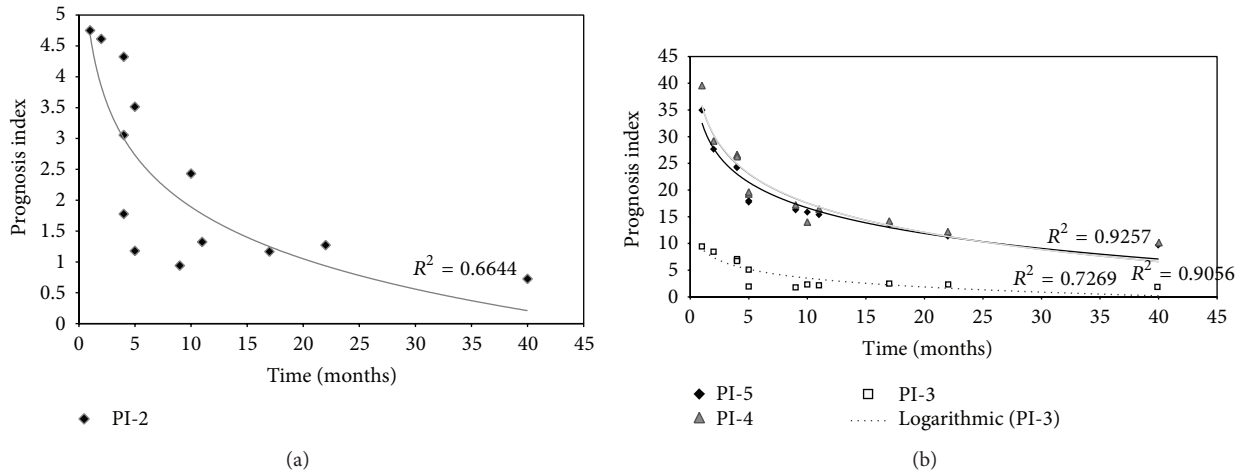 5
4.5
4
3.5
3
2.5
2
1.5
1
0.5
0
Prognosis index
R² = 0.6644
0 5 10 15 20 25 30 35 40 45
Time (months)
PI-2
(a)
45
40
35
30
25
20
15
10
5
0
Prognosis index
R² = 0.9257
R² = 0.7269
R² = 0.9056
0 5 10 15 20 25 30 35 40 45
Time (months)
PI-5
PI-4
PI-3
Logarithmic (PI-3)
(b)